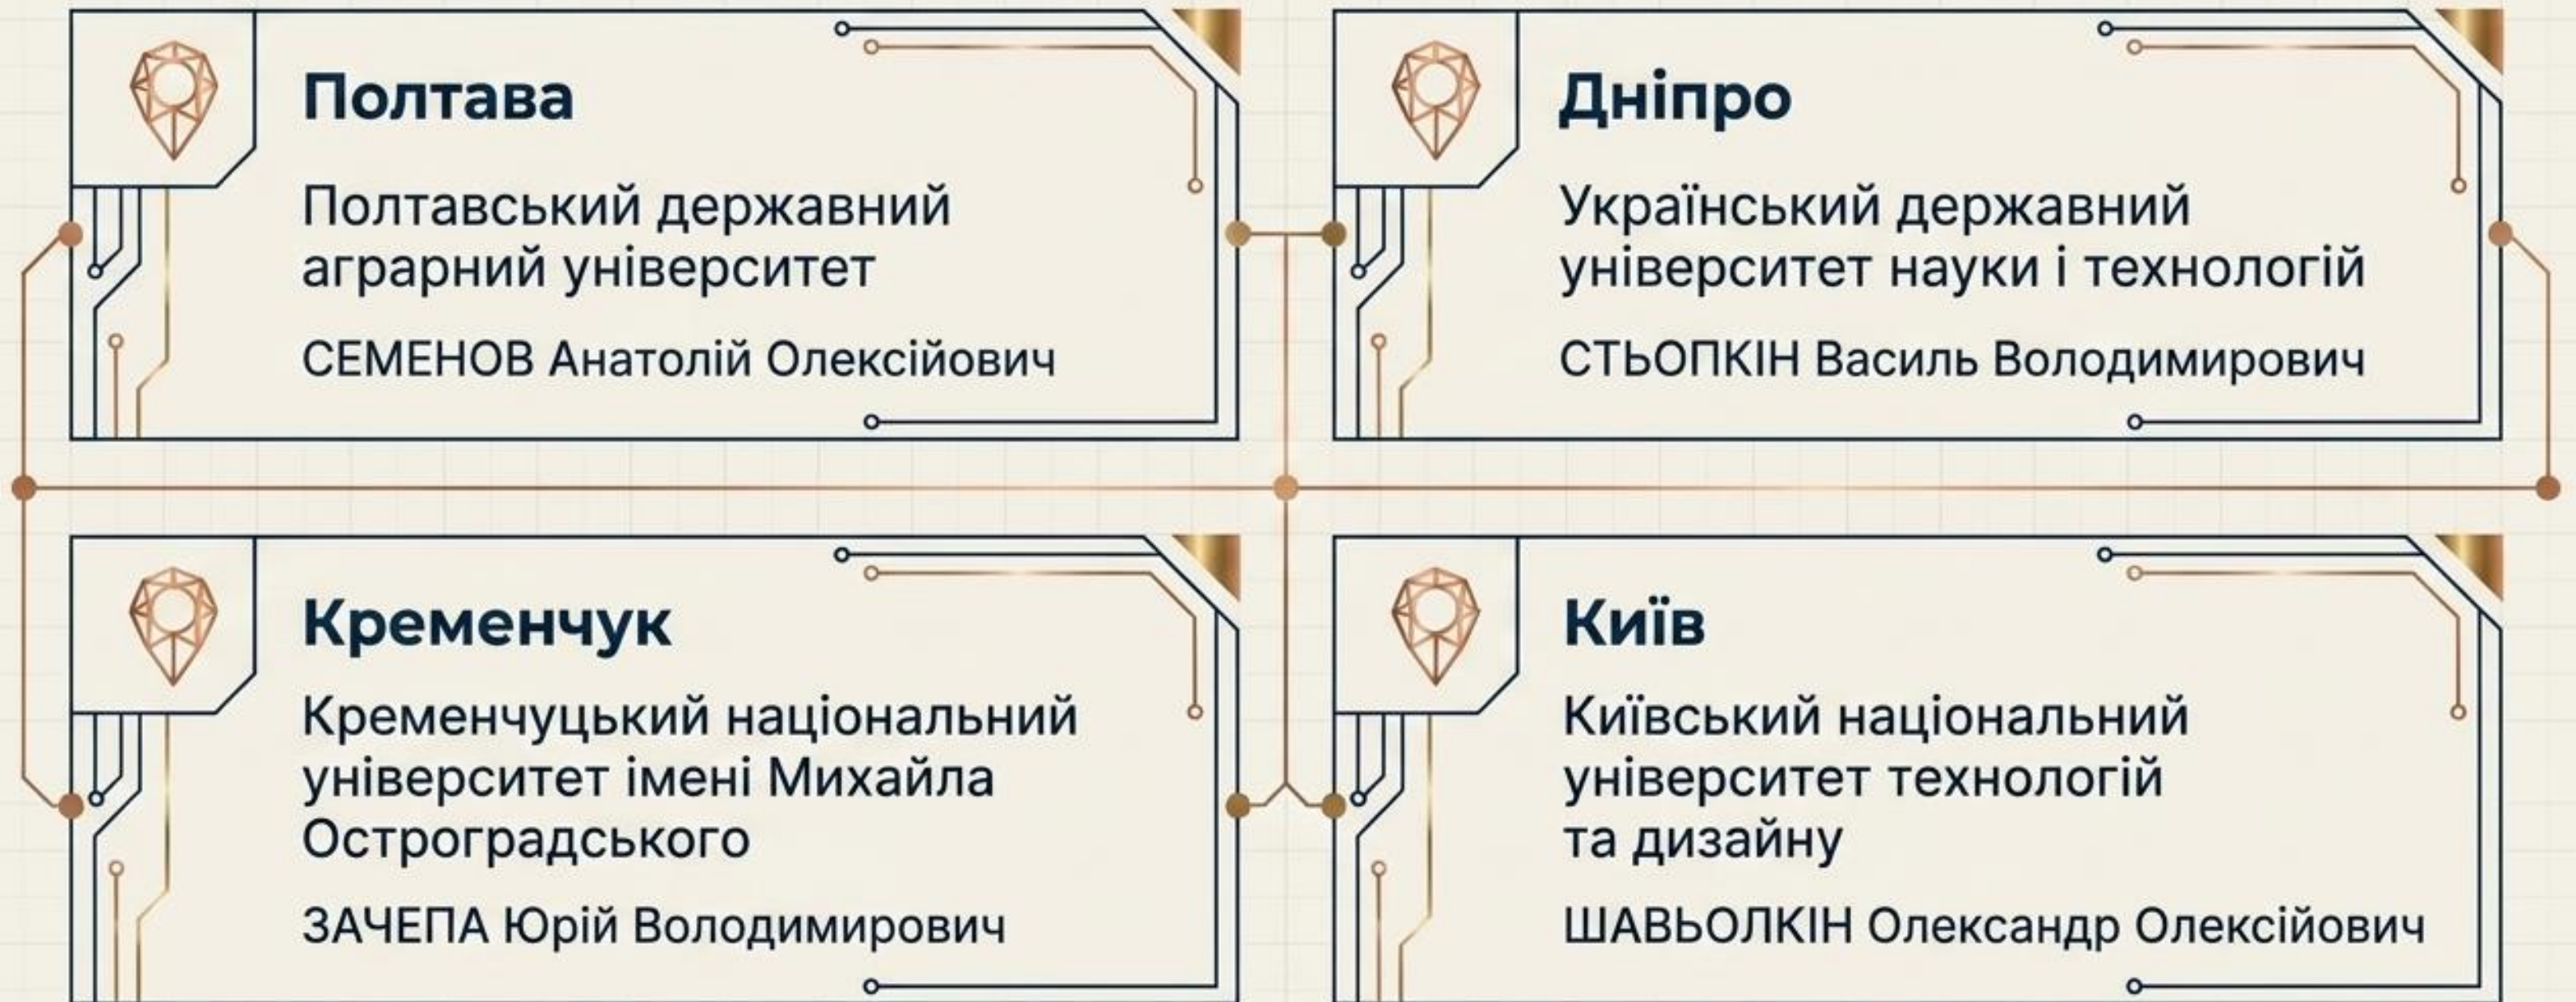 Полтава
Полтавський державний
аграрний університет
СЕМЕНОВ Анатолій Олексійович
Дніпро
Український державний
університет науки і технологій
СТЬОПКІН Василь Володимирович
Кременчук
Кременчуцький національний
університет імені Михайла
Остроградського
ЗАЧЕПА Юрій Володимирович
Київ
Київський національний
університет технологій
та дизайну
ШАВЬОЛКІН Олександр Олексійович